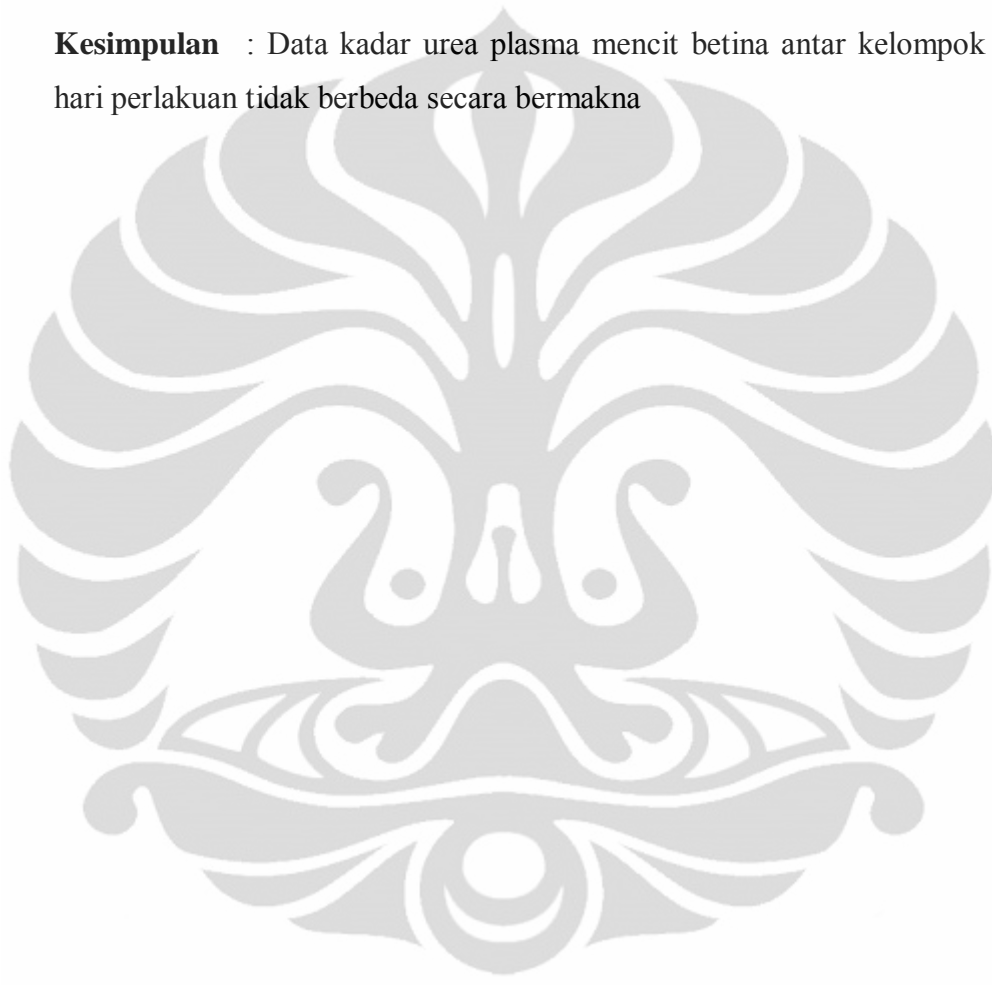 Kesimpulan : Data kadar urea plasma mencit betina antar kelompok
hari perlakuan tidak berbeda secara bermakna